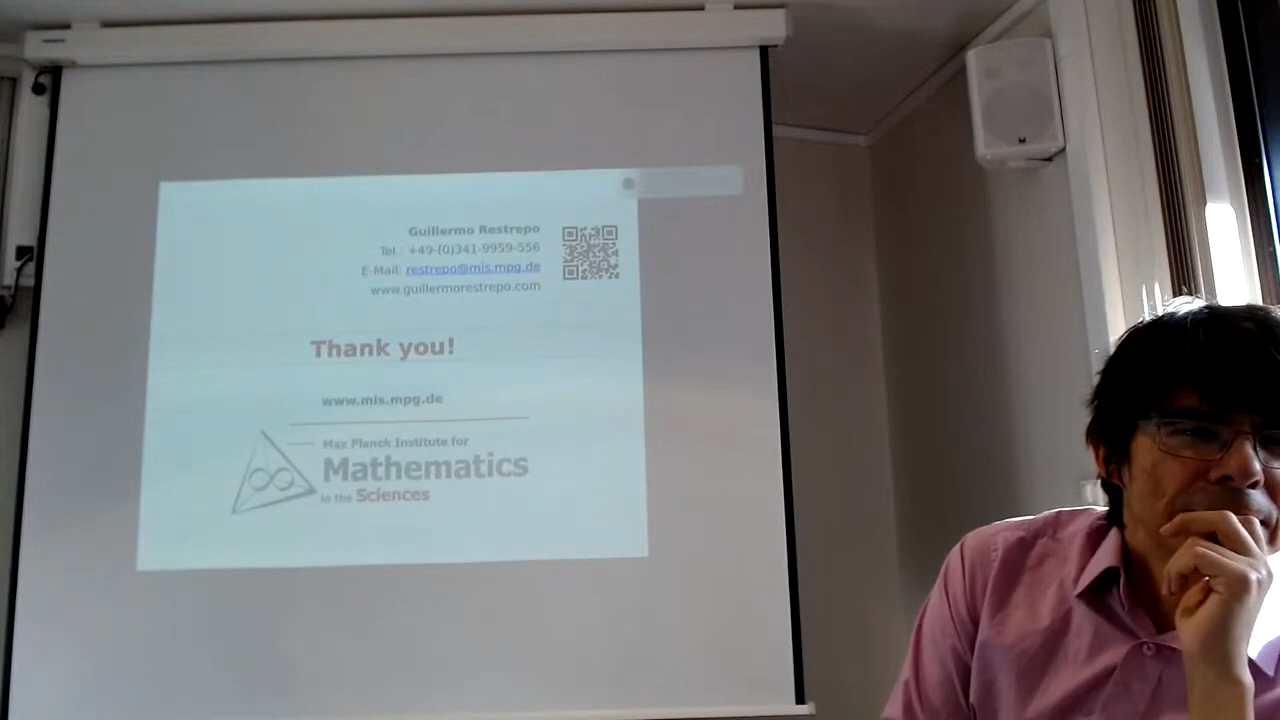 Guillermo Restrepo
Tel.: +49-(0)341-9959-556
E-Mail: restrepo@mis.mpg.de
www.guillermorestrepo.com
Thank you!
www.mis.mpg.de
Max Planck Institute for
Mathematics
in the Sciences